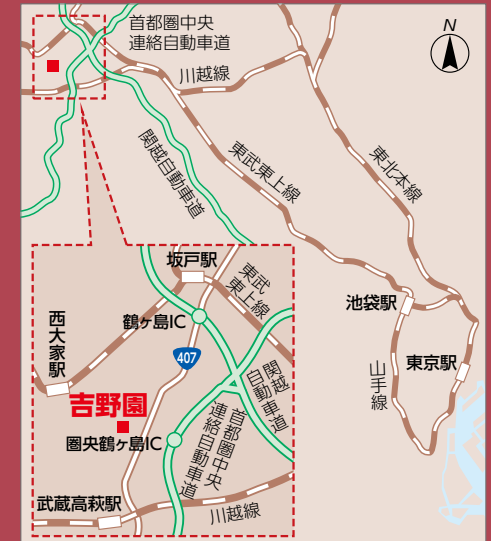 首都圏中央
連絡自動車道
N
川越線
関越自動車道
東武東上線
東北本線
坂戸駅
東武
東上線
池袋駅
西大家駅
鶴ヶ島IC
407
東京駅
山手線
関越
自動車道
吉野園
圏央鶴ヶ島IC
首都圏中央
連絡自動車道
武蔵高萩駅
川越線